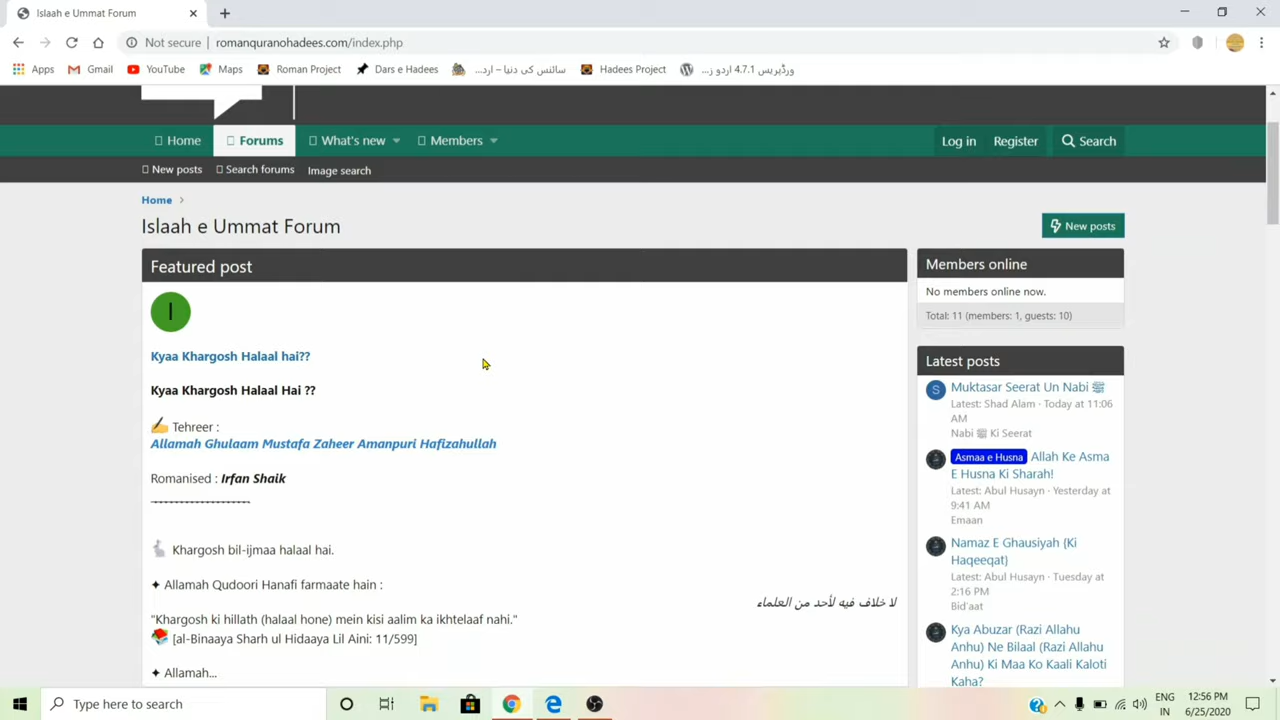 Islaah e Ummat Forum
Not secure | romanquranohadees.com/index.php
Apps Gmail YouTube Maps Roman Project Dars e Hadees سائنس کی دنیا – ارد... Hadees Project ورڈپریس 4.7.1 اردو ز...
Home Forums What's new Members Log in Register Search
New posts Search forums Image search
Home
Islaah e Ummat Forum
New posts
Featured post
I
Kyaa Khargosh Halaal hai??
Kyaa Khargosh Halaal Hai ??
Tehreer :
Allamah Ghulaam Mustafa Zaheer Amanpuri Hafizahullah
Romanised : Irfan Shaik
--------------------
Khargosh bil-ijmaa halaal hai.
✦ Allamah Qudoori Hanafi farmaate hain :
لا خلاف فيه لأحد من العلماء
"Khargosh ki hillath (halaal hone) mein kisi aalim ka ikhtelaaf nahi."
[al-Binaaya Sharh ul Hidaaya Lil Aini: 11/599]
✦ Allamah...
Members online
No members online now.
Total: 11 (members: 1, guests: 10)
Latest posts
S
Muktasar Seerat Un Nabi ﷺ
Latest: Shad Alam · Today at 11:06
AM
Nabi ﷺ Ki Seerat
Asmaa e Husna Allah Ke Asma
E Husna Ki Sharah!
Latest: Abul Husayn · Yesterday at
9:41 AM
Emaan
Namaz E Ghausiyah {Ki
Haqeeqat}
Latest: Abul Husayn · Tuesday at
2:16 PM
Bid'aat
Kya Abuzar (Razi Allahu
Anhu) Ne Bilaal (Razi Allahu
Anhu) Ki Maa Ko Kaali Kaloti
Kaha?
Type here to search
ENG
IN
12:56 PM
6/25/2020